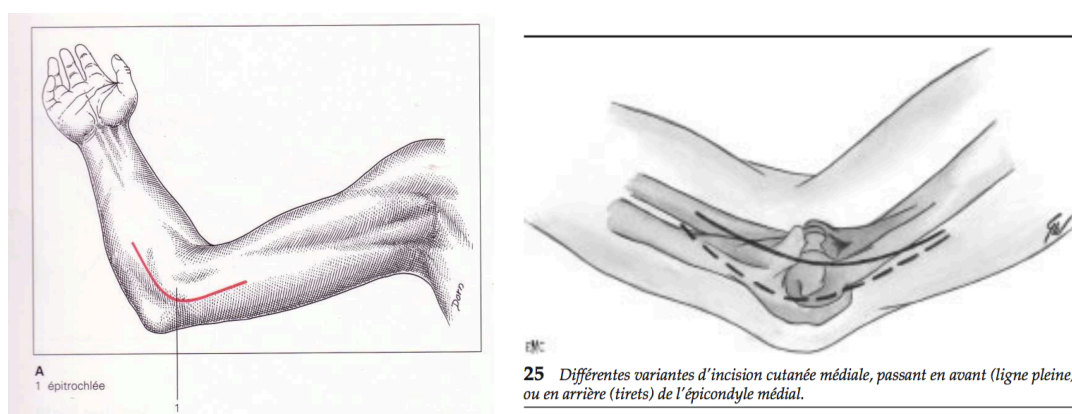 Dorn
A
1 épitrochlée
1
EMC
25 Différentes variantes d'incision cutanée médiale, passant en avant (ligne pleine)
ou en arrière (tirets) de l'épicondyle médial.